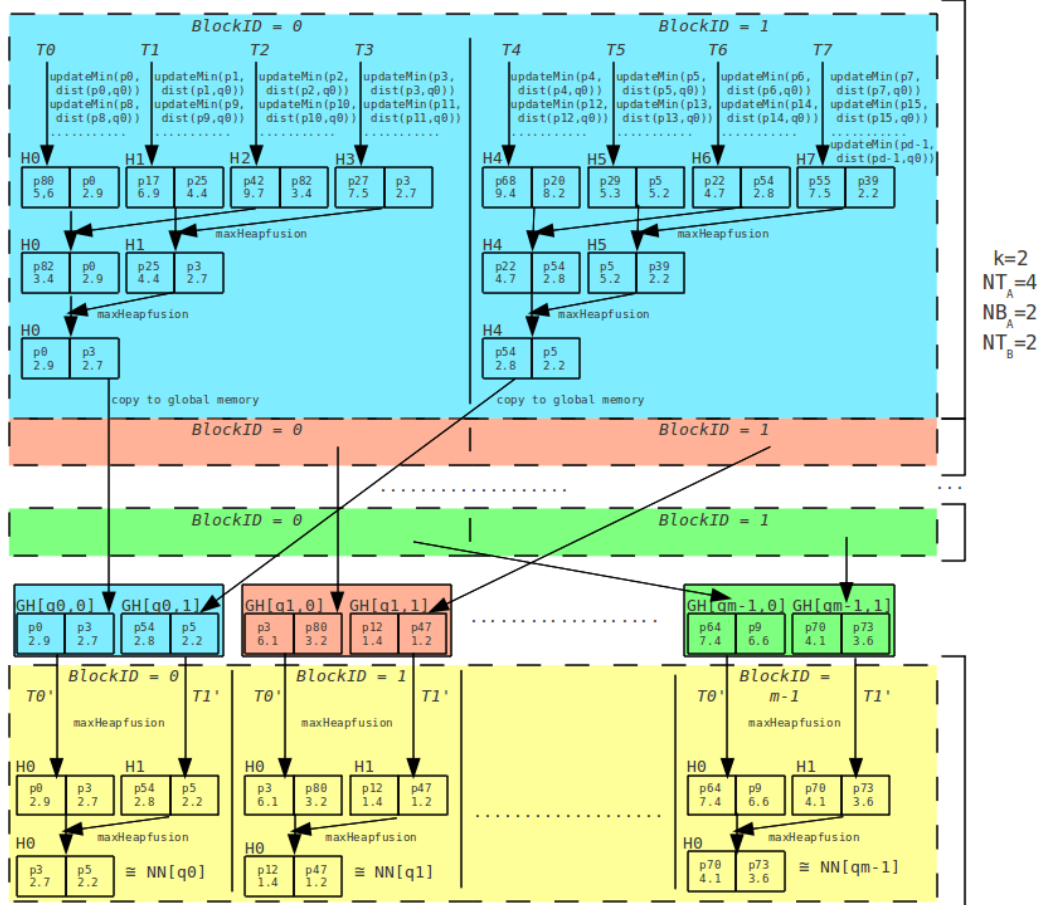 BlockID = 0 BlockID = 1
T0 T1 T2 T3 T4 T5 T6 T7
updateMin(p0, updateMin(p1, updateMin(p2, updateMin(p3, updateMin(p4, updateMin(p5, updateMin(p6, updateMin(p7,
dist(p0,q0)) dist(p1,q0)) dist(p2,q0)) dist(p3,q0)) dist(p4,q0)) dist(p5,q0)) dist(p6,q0)) dist(p7,q0))
updateMin(p8, updateMin(p9, updateMin(p10, updateMin(p11, updateMin(p12, updateMin(p13, updateMin(p14, updateMin(p15,
dist(p8,q0)) dist(p9,q0)) dist(p10,q0)) dist(p11,q0)) dist(p12,q0)) dist(p13,q0)) dist(p14,q0)) dist(p15,q0))
........... ........... ........... ........... ........... ........... ........... ...........
updateMin(pd-1,
dist(pd-1,q0))
H0 H1 H2 H3 H4 H5 H6 H7
p80 p0 p17 p25 p42 p82 p27 p3 p68 p20 p29 p5 p22 p54 p55 p39
5,6 2.9 6.9 4.4 9.7 3.4 7.5 2.7 9.4 8.2 5.3 5.2 4.7 2.8 7.5 2.2
maxHeapfusion maxHeapfusion
H0 H1 H4 H5
p82 p0 p25 p3 p22 p54 p5 p39
3.4 2.9 4.4 2.7 4.7 2.8 5.2 2.2
maxHeapfusion maxHeapfusion
H0 H4
p0 p3 p54 p5
2.9 2.7 2.8 2.2
copy to global memory copy to global memory
k=2
NTA=4
NBA=2
NTB=2
BlockID = 0 BlockID = 1
................... ...
BlockID = 0 BlockID = 1
GH[q0,0] GH[q0,1] GH[q1,0] GH[q1,1] GH[qm-1,0] GH[qm-1,1]
p0 p3 p54 p5 p3 p80 p12 p47 ................... p64 p9 p70 p73
2.9 2.7 2.8 2.2 6.1 3.2 1.4 1.2 7.4 6.6 4.1 3.6
BlockID = 0 BlockID = 1 BlockID =
m-1
T0' T1' T0' T1' T0' T1'
maxHeapfusion maxHeapfusion maxHeapfusion
H0 H1 H0 H1 H0 H1
p0 p3 p54 p5 p3 p80 p12 p47 p64 p9 p70 p73
2.9 2.7 2.8 2.2 6.1 3.2 1.4 1.2 7.4 6.6 4.1 3.6
...................
maxHeapfusion maxHeapfusion maxHeapfusion
H0 H0 H0
p3 p5 ≅ NN[q0] p12 p47 ≅ NN[q1] p70 p73 ≅ NN[qm-1]
2.7 2.2 1.4 1.2 4.1 3.6